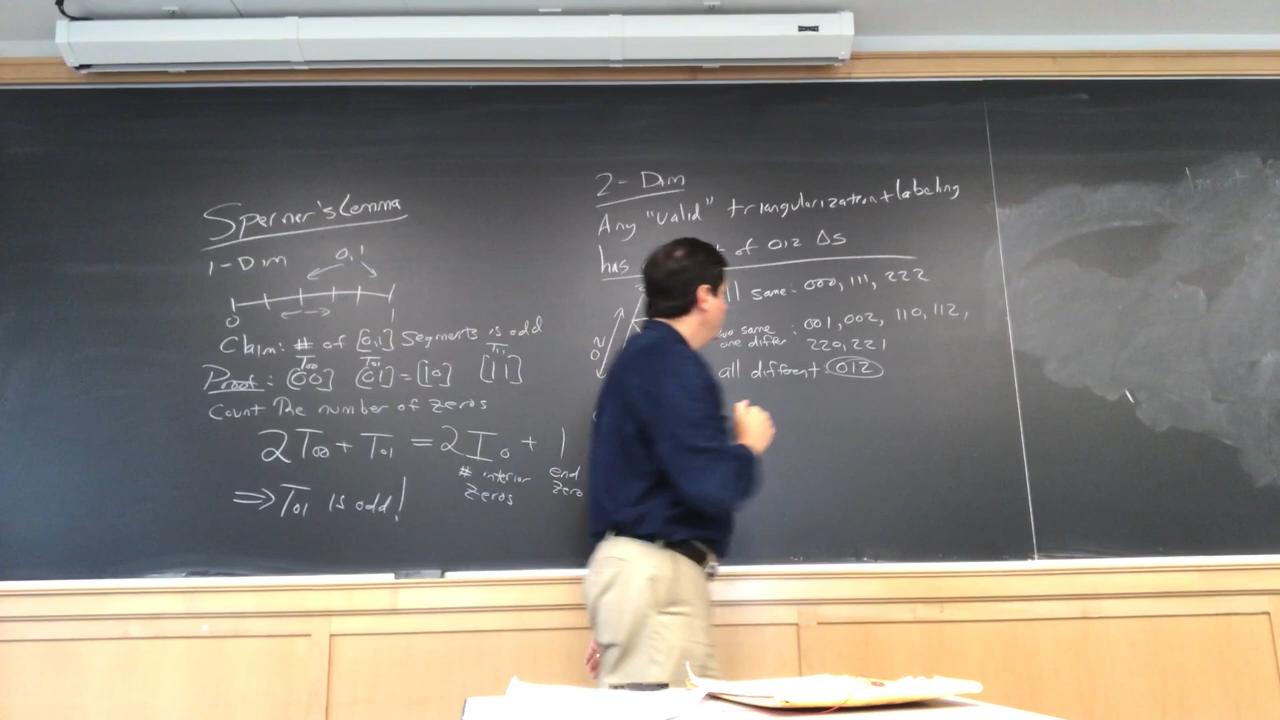 Sperner's Lemma
1-Dim
0,1
0
1
Claim: # of [0,1] segments is odd
T00 T01 T11
Proof: [00] [01]=[10] [11]
Count the number of zeros
2T00 + T01 = 2I0 + 1
# interior zeros
end zero
⟹ T01 is odd!
2-Dim
Any "valid" triangularization + labeling
has of 012 Δs
same: 000, 111, 222
two same
one differ : 001, 002, 110, 112,
220, 221
all different: 012